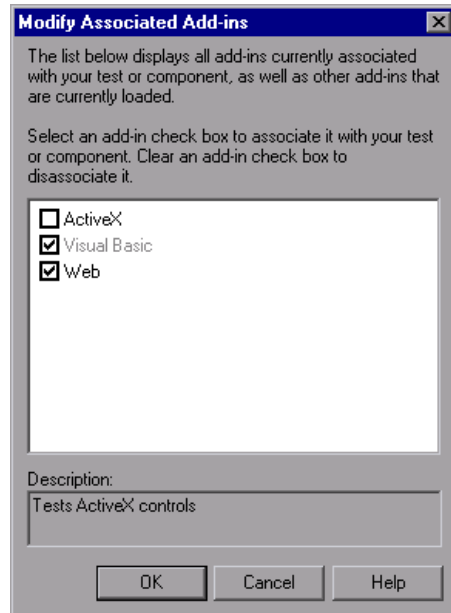 Modify Associated Add-ins
The list below displays all add-ins currently associated
with your test or component, as well as other add-ins that
are currently loaded.
Select an add-in check box to associate it with your test
or component. Clear an add-in check box to
disassociate it.
ActiveX
Visual Basic
Web
Description:
Tests ActiveX controls
OK Cancel Help